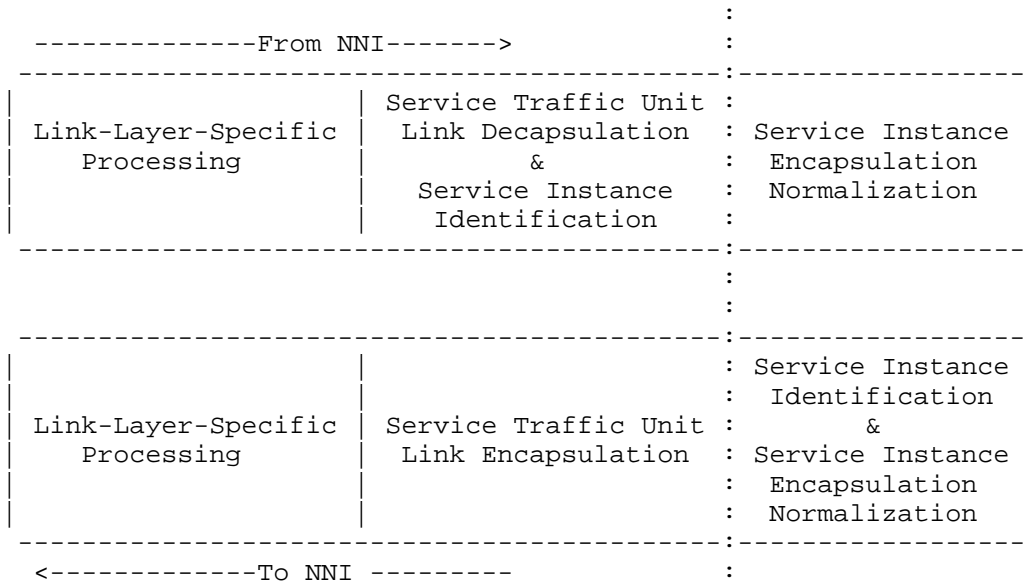 :
  --------------From NNI------->             :
 --------------------------------------------:------------------
|                     | Service Traffic Unit :
| Link-Layer-Specific |  Link Decapsulation  : Service Instance
|    Processing       |          &           :  Encapsulation
|                     |   Service Instance   :  Normalization
|                     |    Identification    :
 --------------------------------------------:------------------
                                             :
                                             :
 --------------------------------------------:------------------
|                     |                      : Service Instance
|                     |                      :  Identification
| Link-Layer-Specific | Service Traffic Unit :        &
|    Processing       |  Link Encapsulation  : Service Instance
|                     |                      :  Encapsulation
|                     |                      :  Normalization
 --------------------------------------------:------------------
  <-------------To NNI ---------             :